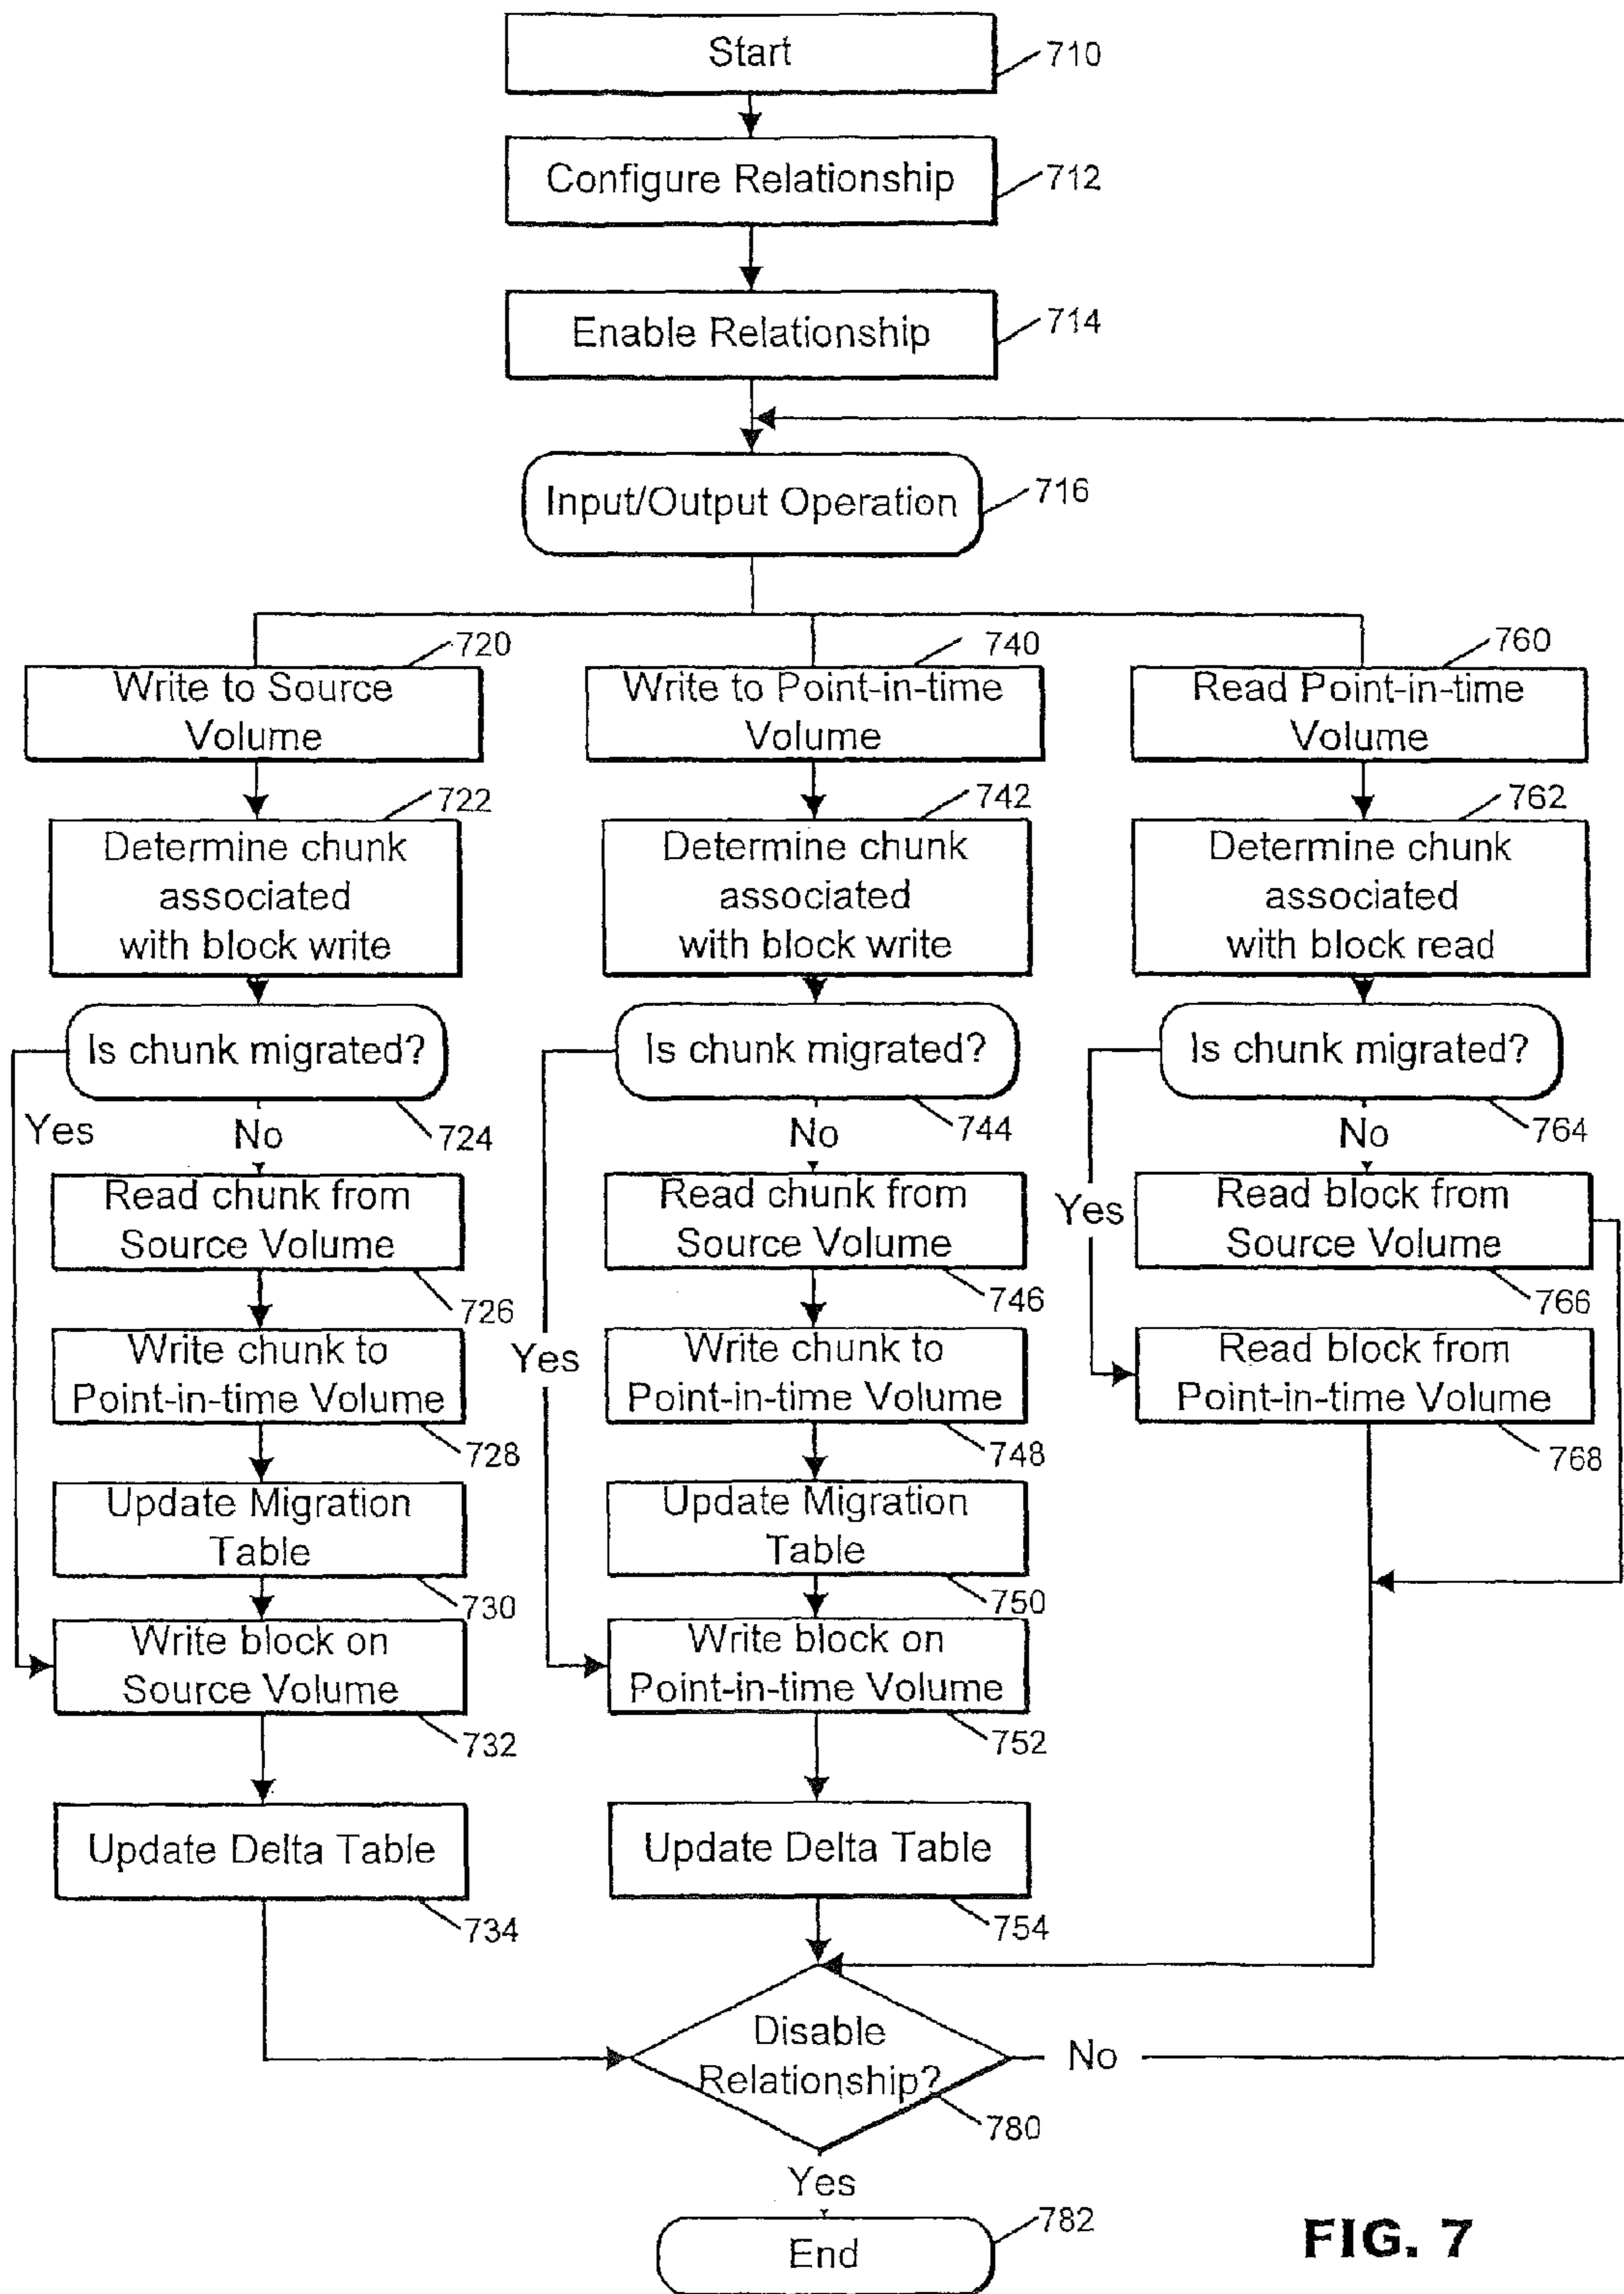 Start
710
Configure Relationship
712
Enable Relationship
714
Input/Output Operation
716
720
740
760
Write to Source
Volume
Write to Point-in-time
Volume
Read Point-in-time
Volume
722
742
762
Determine chunk
associated
with block write
Determine chunk
associated
with block write
Determine chunk
associated
with block read
Is chunk migrated?
Is chunk migrated?
Is chunk migrated?
Yes
No
724
No
744
No
764
Read chunk from
Source Volume
Read chunk from
Source Volume
Yes
Read block from
Source Volume
726
746
766
Write chunk to
Point-in-time Volume
Yes
Write chunk to
Point-in-time Volume
Read block from
Point-in-time Volume
728
748
768
Update Migration
Table
Update Migration
Table
730
750
Write block on
Source Volume
Write block on
Point-in-time Volume
732
752
Update Delta Table
Update Delta Table
734
754
Disable
Relationship?
No
780
Yes
782
End
FIG. 7